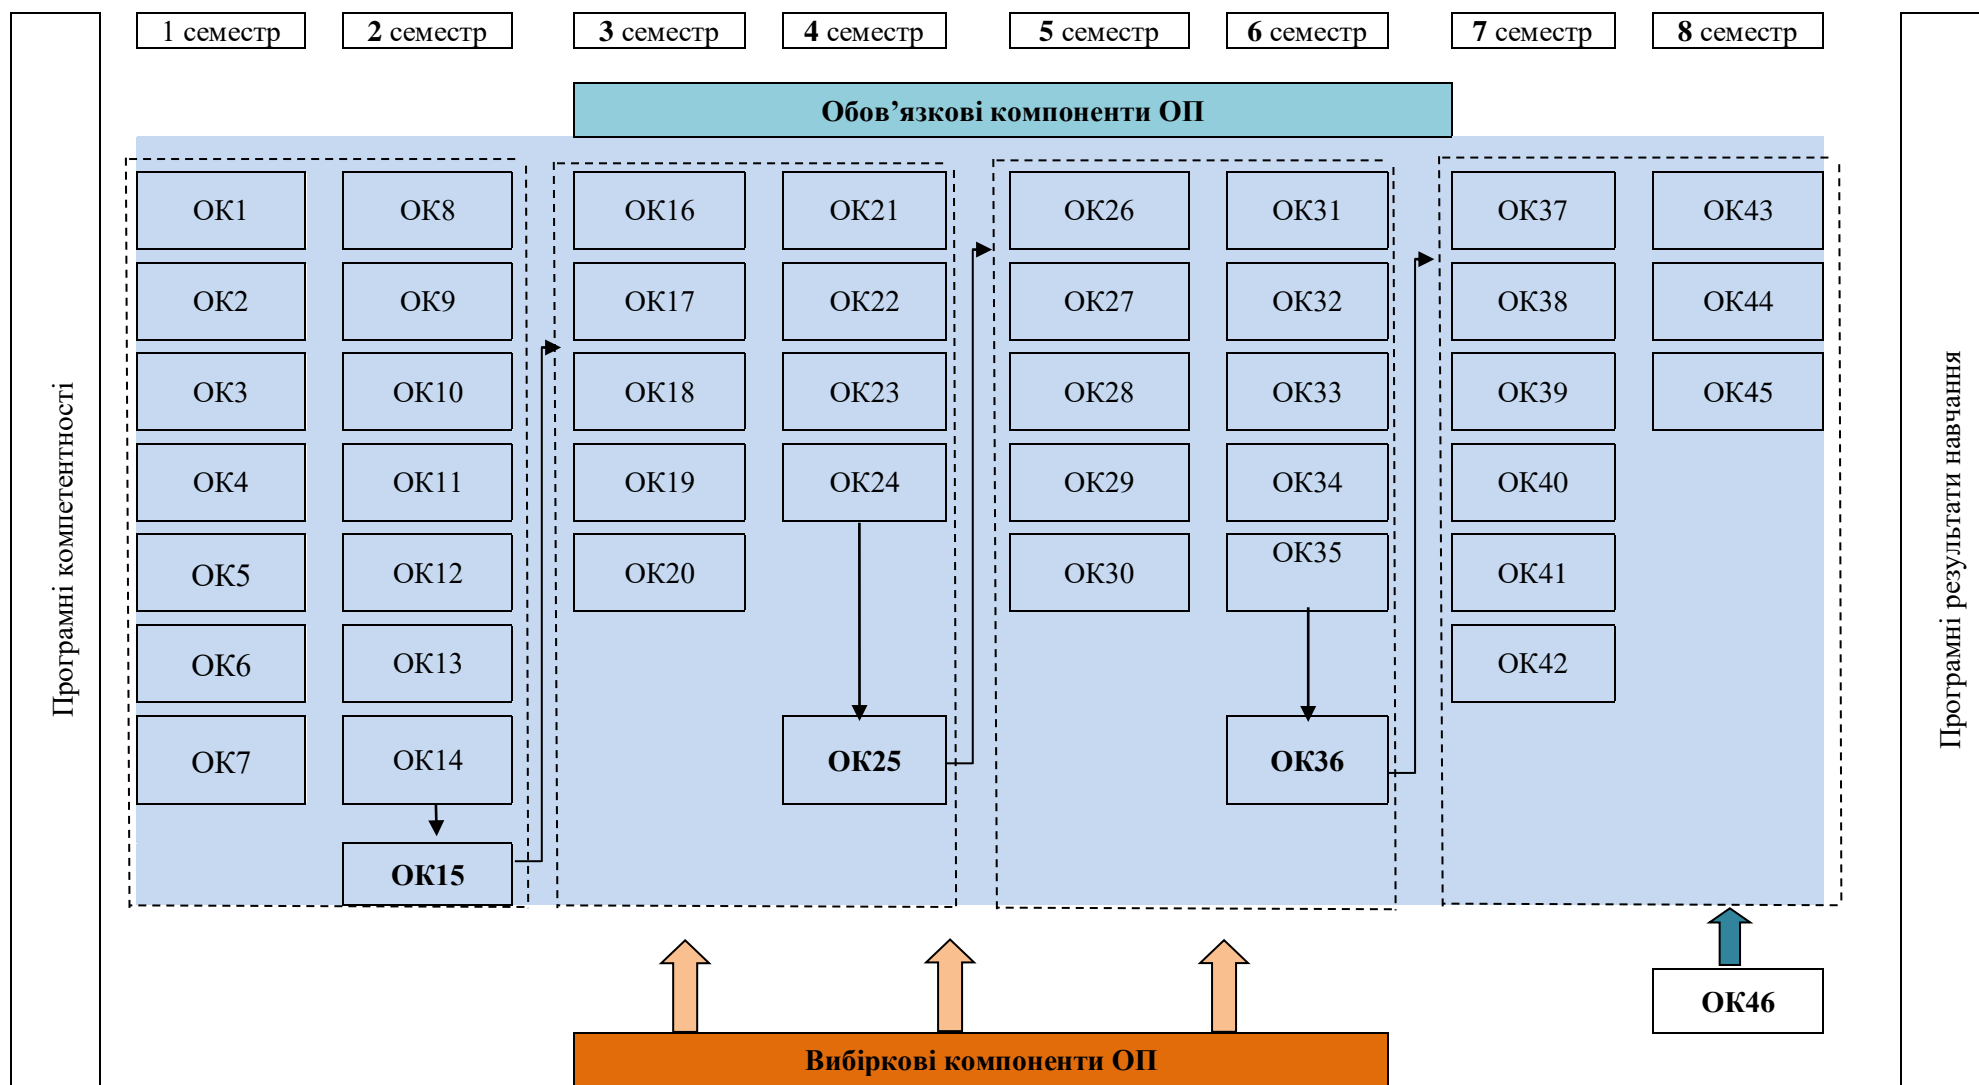 1 семестр
2 семестр
3 семестр
4 семестр
5 семестр
6 семестр
7 семестр
8 семестр
Обов’язкові компоненти ОП
Програмні компетентності
ОК1
ОК2
ОК3
ОК4
ОК5
ОК6
ОК7
ОК8
ОК9
ОК10
ОК11
ОК12
ОК13
ОК14
ОК15
ОК16
ОК17
ОК18
ОК19
ОК20
ОК21
ОК22
ОК23
ОК24
ОК25
ОК26
ОК27
ОК28
ОК29
ОК30
ОК31
ОК32
ОК33
ОК34
ОК35
ОК36
ОК37
ОК38
ОК39
ОК40
ОК41
ОК42
ОК43
ОК44
ОК45
ОК46
Вибіркові компоненти ОП
Програмні результати навчання